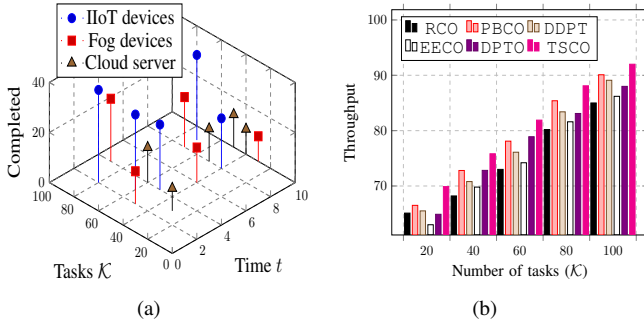 IIoT devices
Fog devices
Cloud server
Completed
40
20
0
100
80
60
40
20
0
0
2
4
6
8
10
Tasks K
Time t
(a)
Throughput
100
90
80
70
RCO PBCO DDPT
EECO DPTO TSCO
20 40 60 80 100
Number of tasks (K)
(b)